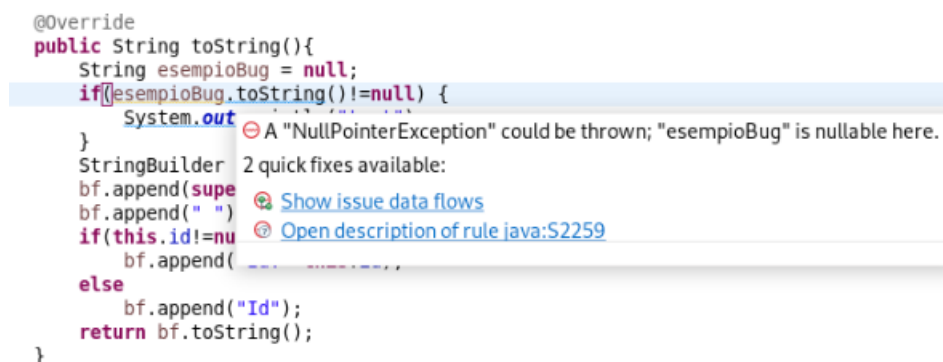 @Override
public String toString(){
String esempioBug = null;
if(esempioBug.toString()!=null) {
System.out
A "NullPointerException" could be thrown; "esempioBug" is nullable here.
}
2 quick fixes available:
StringBuilder
bf.append(supe
Show issue data flows
bf.append(" ")
Open description of rule java:S2259
if(this.id!=nu
bf.append(
else
bf.append("Id");
return bf.toString();
}